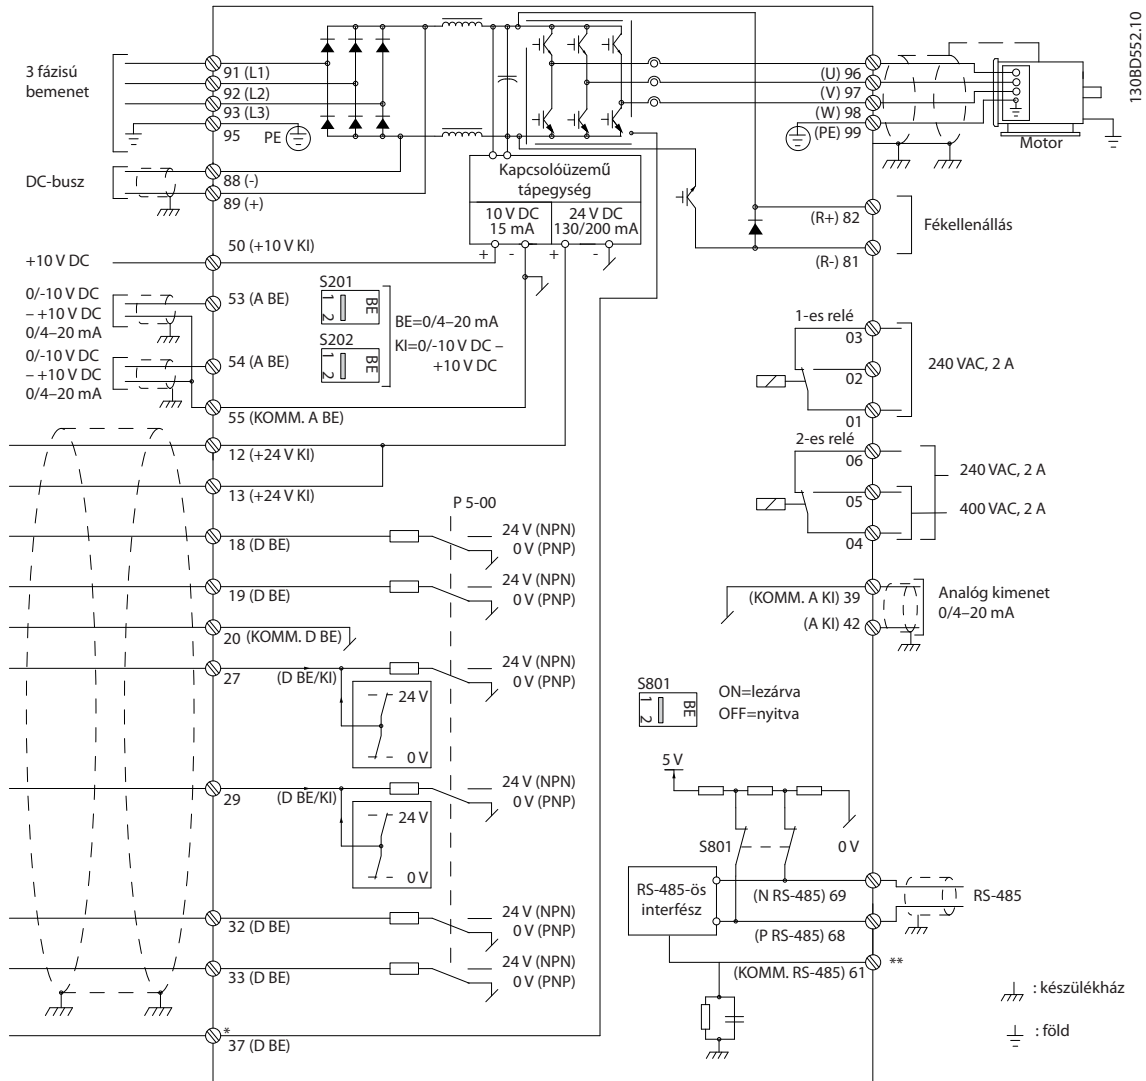 130BD552.10
3 fázisú
bemenet
91 (L1)
92 (L2)
93 (L3)
95
PE
DC-busz
88 (-)
89 (+)
50 (+10 V KI)
+10 V DC
0/-10 V DC
– +10 V DC
0/4–20 mA
53 (A BE)
0/-10 V DC
– +10 V DC
0/4–20 mA
54 (A BE)
55 (KOMM. A BE)
12 (+24 V KI)
13 (+24 V KI)
18 (D BE)
19 (D BE)
20 (KOMM. D BE)
27
(D BE/KI)
24 V
0 V
29
(D BE/KI)
24 V
0 V
32 (D BE)
33 (D BE)
*
37 (D BE)
Kapcsolóüzemű
tápegység
10 V DC
15 mA
24 V DC
130/200 mA
+ - + -
S201
1
2
BE
S202
1
2
BE
BE=0/4–20 mA
KI=0/-10 V DC –
+10 V DC
P 5-00
24 V (NPN)
0 V (PNP)
24 V (NPN)
0 V (PNP)
24 V (NPN)
0 V (PNP)
24 V (NPN)
0 V (PNP)
24 V (NPN)
0 V (PNP)
24 V (NPN)
0 V (PNP)
(U) 96
(V) 97
(W) 98
(PE) 99
Motor
(R+) 82
(R-) 81
Fékellenállás
1-es relé
03
02
01
240 VAC, 2 A
2-es relé
06
05
04
240 VAC, 2 A
400 VAC, 2 A
(KOMM. A KI) 39
(A KI) 42
Analóg kimenet
0/4–20 mA
S801
1
2
BE
ON=lezárva
OFF=nyitva
5 V
S801
0 V
RS-485-ös
interfész
(N RS-485) 69
(P RS-485) 68
(KOMM. RS-485) 61
RS-485
**
: készülékház
: föld